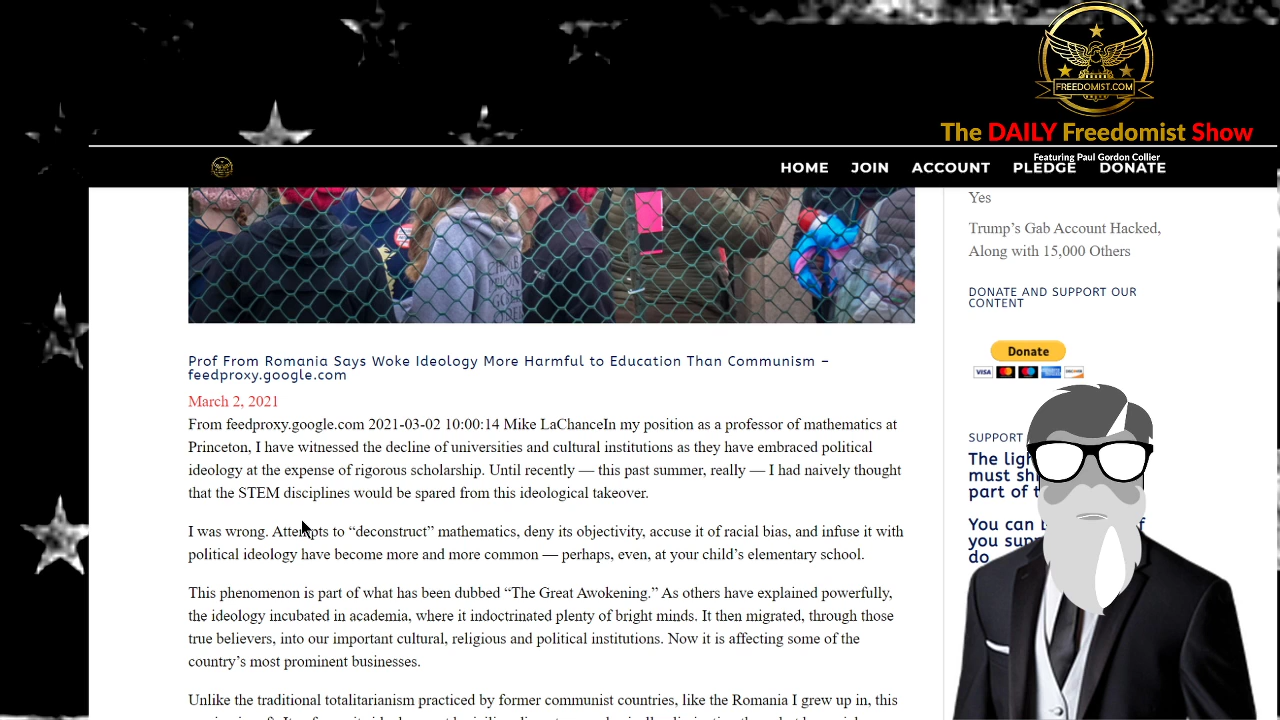 FREEDOMIST.COM
The DAILY Freedomist Show
Featuring Paul Gordon Collier
HOME JOIN ACCOUNT PLEDGE DONATE
Yes
Trump’s Gab Account Hacked,
Along with 15,000 Others
DONATE AND SUPPORT OUR
CONTENT
Donate
VISA
DISCOVER
Prof From Romania Says Woke Ideology More Harmful to Education Than Communism –
feedproxy.google.com
March 2, 2021
From feedproxy.google.com 2021-03-02 10:00:14 Mike LaChanceIn my position as a professor of mathematics at
Princeton, I have witnessed the decline of universities and cultural institutions as they have embraced political
ideology at the expense of rigorous scholarship. Until recently — this past summer, really — I had naively thought
that the STEM disciplines would be spared from this ideological takeover.
I was wrong. Attempts to “deconstruct” mathematics, deny its objectivity, accuse it of racial bias, and infuse it with
political ideology have become more and more common — perhaps, even, at your child’s elementary school.
This phenomenon is part of what has been dubbed “The Great Awokening.” As others have explained powerfully,
the ideology incubated in academia, where it indoctrinated plenty of bright minds. It then migrated, through those
true believers, into our important cultural, religious and political institutions. Now it is affecting some of the
country’s most prominent businesses.
Unlike the traditional totalitarianism practiced by former communist countries, like the Romania I grew up in, this
SUPPORT
The
must
part of
You can
you
do